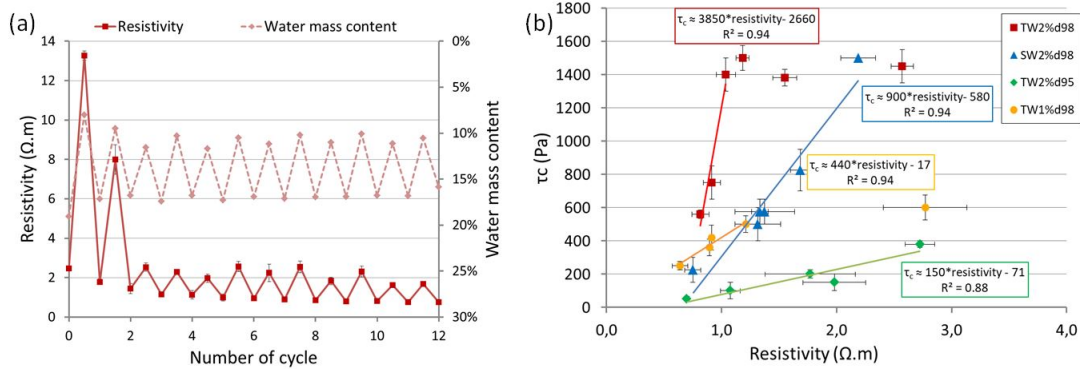 (a)
Resistivity
Water mass content
14
12
10
8
6
4
2
0
0%
5%
10%
15%
20%
25%
30%
0
2
4
6
8
10
12
Resistivity (Ω.m)
Water mass content
Number of cycle
(b)
1800
1600
1400
1200
1000
800
600
400
200
0
0,0
1,0
2,0
3,0
4,0
τc (Pa)
Resistivity (Ω.m)
τc ≈ 3850*resistivity - 2660
R² = 0.94
τc ≈ 900*resistivity- 580
R² = 0.94
τc ≈ 440*resistivity - 17
R² = 0.94
τc ≈ 150*resistivity - 71
R² = 0.88
TW2%d98
SW2%d98
TW2%d95
TW1%d98